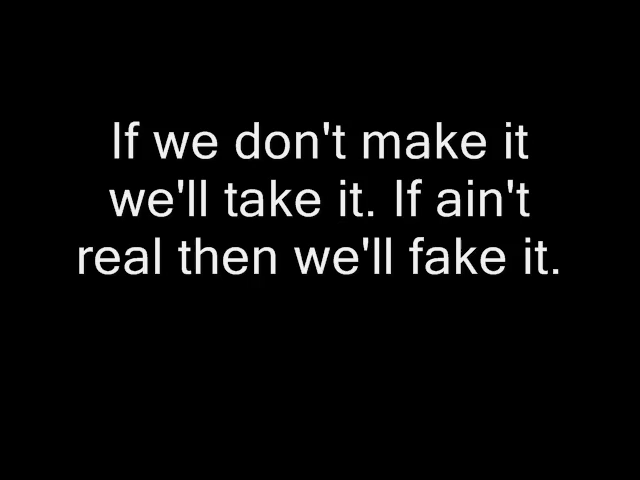 If we don't make it
we'll take it. If ain't
real then we'll fake it.